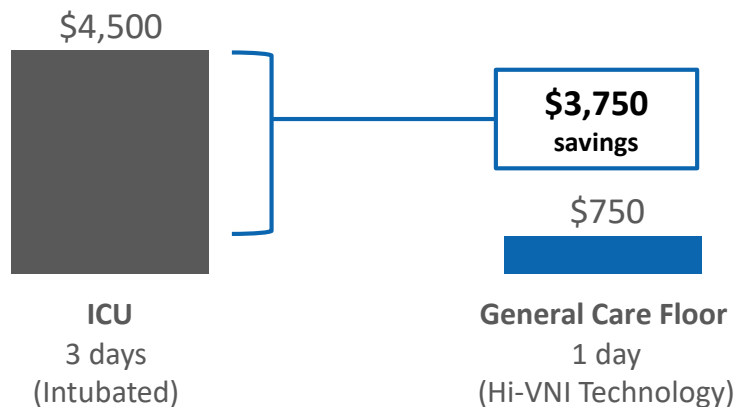 $4,500
$3,750
savings
$750
ICU
3 days
(Intubated)
General Care Floor
1 day
(Hi-VNI Technology)